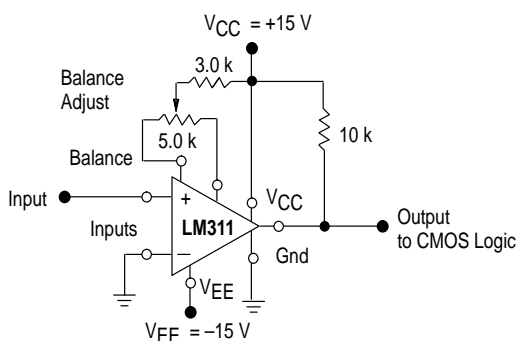 VCC = +15 V
3.0 k
Balance
Adjust
5.0 k
10 k
Balance
Input
+
VCC
Inputs
LM311
Output
to CMOS Logic
–
Gnd
VEE
VEE = –15 V